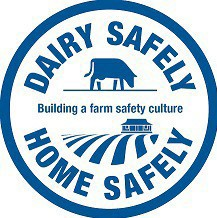 DAIRY SAFELY
Building a farm safety culture
HOME SAFELY